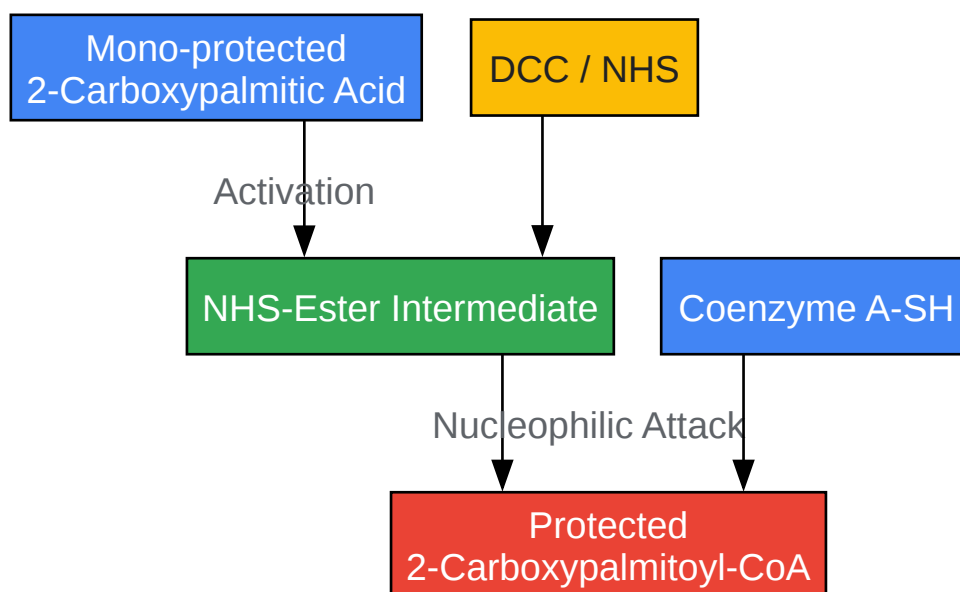 Mono-protected
2-Carboxypalmitic Acid
DCC / NHS
Activation
NHS-Ester Intermediate
Coenzyme A-SH
Nucleophilic Attack
Protected
2-Carboxypalmitoyl-CoA